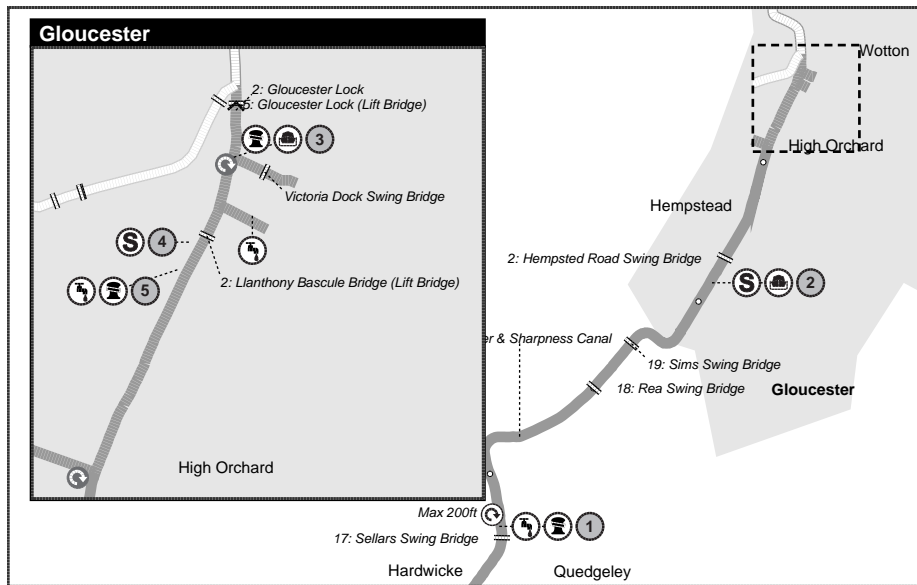 Gloucester
2: Gloucester Lock
5: Gloucester Lock (Lift Bridge)
3
Victoria Dock Swing Bridge
S 4
2: Llanthony Bascule Bridge (Lift Bridge)
5
High Orchard
Wotton
High Orchard
Hempstead
2: Hempsted Road Swing Bridge
S 2
er & Sharpness Canal
19: Sims Swing Bridge
18: Rea Swing Bridge
Gloucester
Max 200ft
1
17: Sellars Swing Bridge
Hardwicke
Quedgeley